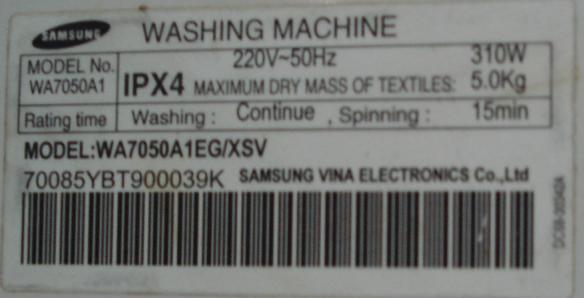 SAMSUNG WASHING MACHINE
MODEL No. 220V~50Hz 310W
WA7050A1 IPX4 MAXIMUM DRY MASS OF TEXTILES: 5.0Kg
Rating time Washing : Continue , Spinning : 15min
MODEL:WA7050A1EG/XSV
70085YBT900039K SAMSUNG VINA ELECTRONICS Co.,Ltd